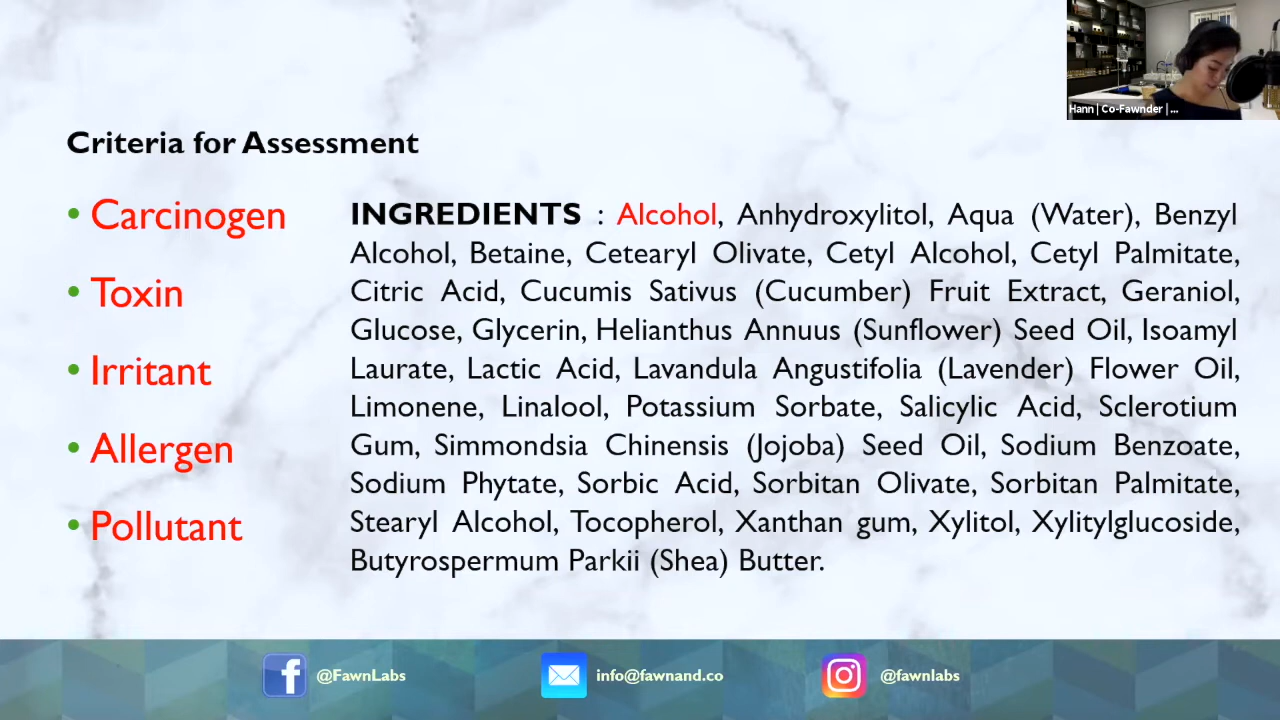 Hann | Co-Fawnder | ...
Criteria for Assessment
• Carcinogen
• Toxin
• Irritant
• Allergen
• Pollutant
INGREDIENTS : Alcohol, Anhydroxylitol, Aqua (Water), Benzyl
Alcohol, Betaine, Cetearyl Olivate, Cetyl Alcohol, Cetyl Palmitate,
Citric Acid, Cucumis Sativus (Cucumber) Fruit Extract, Geraniol,
Glucose, Glycerin, Helianthus Annuus (Sunflower) Seed Oil, Isoamyl
Laurate, Lactic Acid, Lavandula Angustifolia (Lavender) Flower Oil,
Limonene, Linalool, Potassium Sorbate, Salicylic Acid, Sclerotium
Gum, Simmondsia Chinensis (Jojoba) Seed Oil, Sodium Benzoate,
Sodium Phytate, Sorbic Acid, Sorbitan Olivate, Sorbitan Palmitate,
Stearyl Alcohol, Tocopherol, Xanthan gum, Xylitol, Xylitylglucoside,
Butyrospermum Parkii (Shea) Butter.
@FawnLabs
info@fawnand.co
@fawnlabs